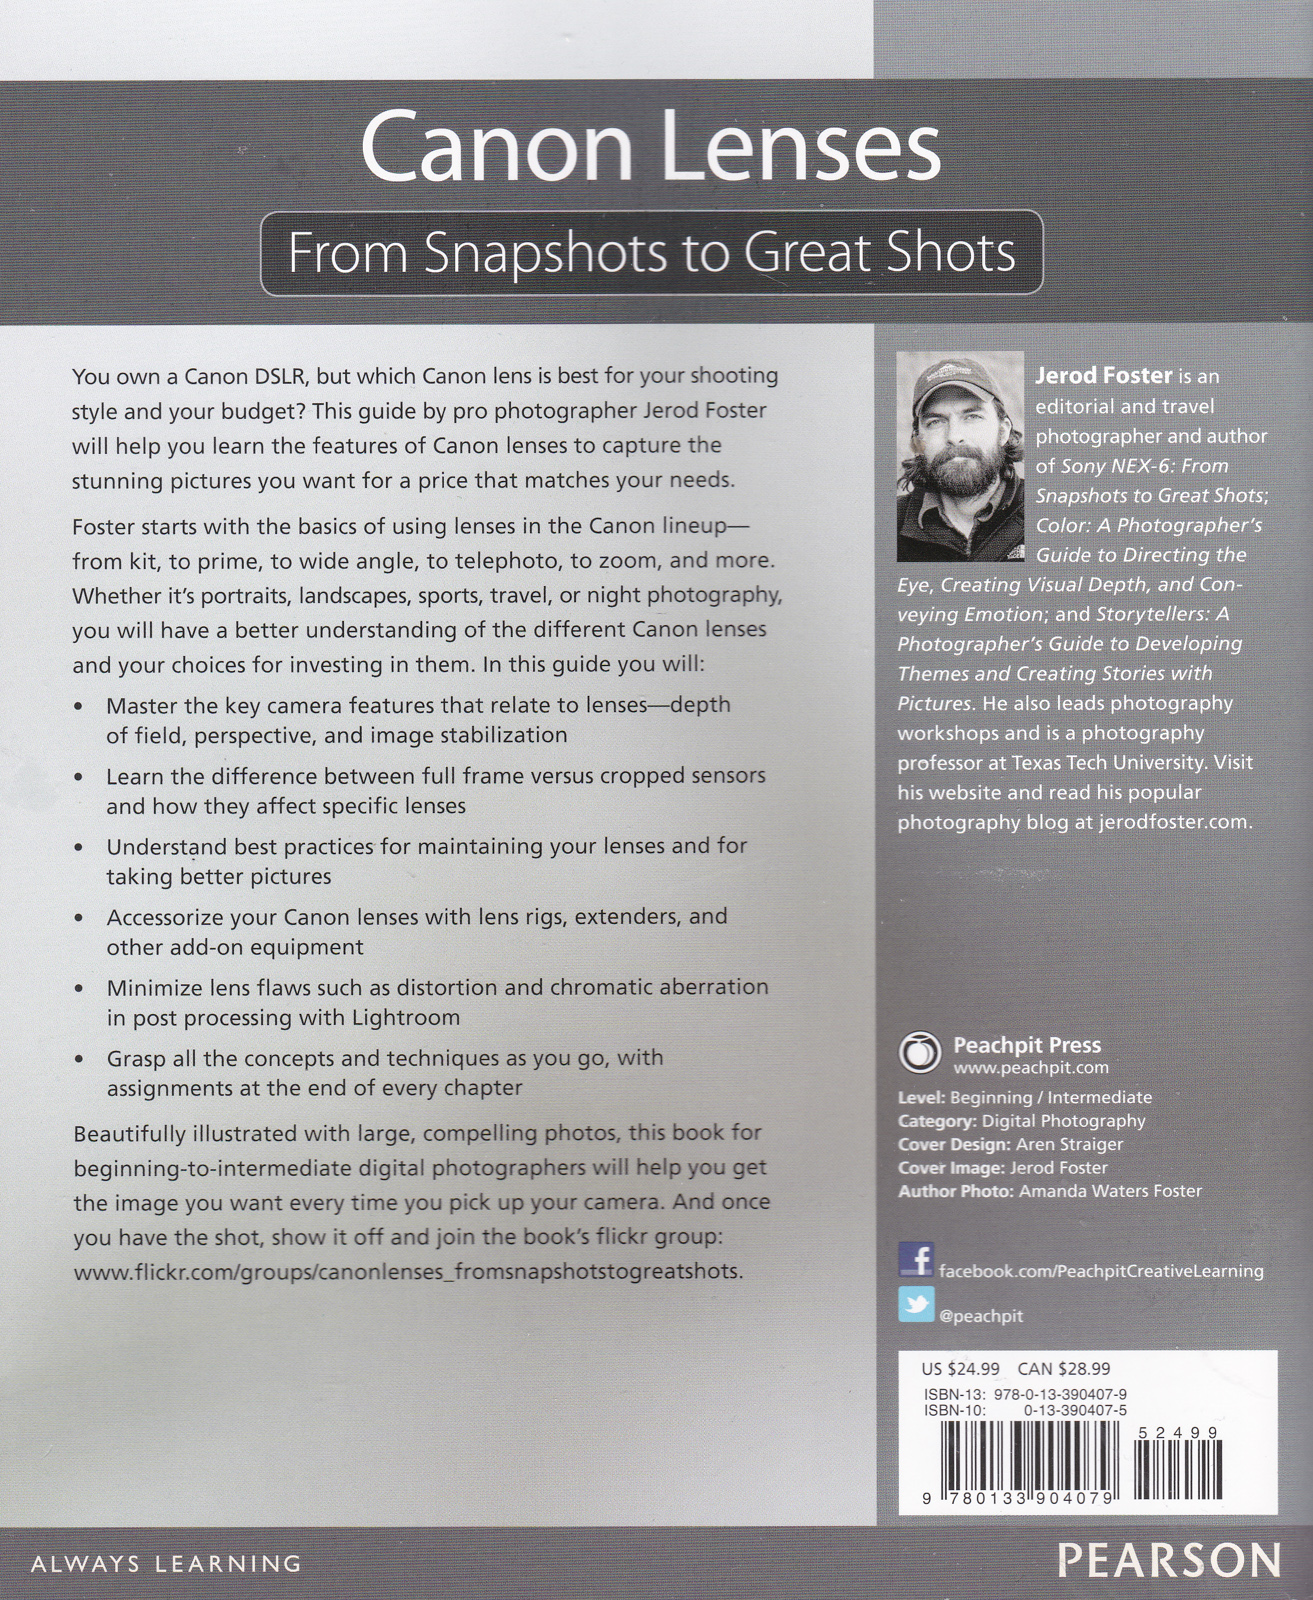 Canon Lenses
From Snapshots to Great Shots
You own a Canon DSLR, but which Canon lens is best for your shooting
style and your budget? This guide by pro photographer Jerod Foster
will help you learn the features of Canon lenses to capture the
stunning pictures you want for a price that matches your needs.
Foster starts with the basics of using lenses in the Canon lineup—
from kit, to prime, to wide angle, to telephoto, to zoom, and more.
Whether it's portraits, landscapes, sports, travel, or night photography,
you will have a better understanding of the different Canon lenses
and your choices for investing in them. In this guide you will:
• Master the key camera features that relate to lenses—depth
of field, perspective, and image stabilization
• Learn the difference between full frame versus cropped sensors
and how they affect specific lenses
• Understand best practices for maintaining your lenses and for
taking better pictures
• Accessorize your Canon lenses with lens rigs, extenders, and
other add-on equipment
• Minimize lens flaws such as distortion and chromatic aberration
in post processing with Lightroom
• Grasp all the concepts and techniques as you go, with
assignments at the end of every chapter
Beautifully illustrated with large, compelling photos, this book for
beginning-to-intermediate digital photographers will help you get
the image you want every time you pick up your camera. And once
you have the shot, show it off and join the book's flickr group:
www.flickr.com/groups/canonlenses_fromsnapshotstogreatshots.
Jerod Foster is an
editorial and travel
photographer and author
of Sony NEX-6: From
Snapshots to Great Shots;
Color: A Photographer's
Guide to Directing the
Eye, Creating Visual Depth, and Con-
veying Emotion; and Storytellers: A
Photographer's Guide to Developing
Themes and Creating Stories with
Pictures. He also leads photography
workshops and is a photography
professor at Texas Tech University. Visit
his website and read his popular
photography blog at jerodfoster.com.
Peachpit Press
www.peachpit.com
Level: Beginning / Intermediate
Category: Digital Photography
Cover Design: Aren Straiger
Cover Image: Jerod Foster
Author Photo: Amanda Waters Foster
facebook.com/PeachpitCreativeLearning
@peachpit
US $24.99 CAN $28.99
ISBN-13: 978-0-13-390407-9
ISBN-10: 0-13-390407-5
52499
9 780133 904079
ALWAYS LEARNING
PEARSON